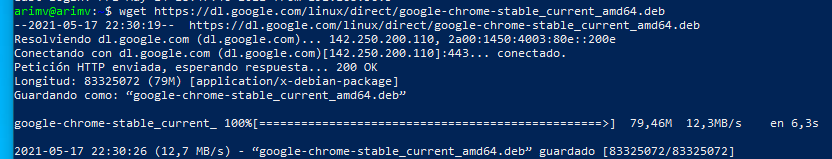 arimv@arimv: $ wget https://dl.google.com/linux/direct/google-chrome-stable_current_amd64.deb
--2021-05-17 22:30:19--  https://dl.google.com/linux/direct/google-chrome-stable_current_amd64.deb
Resolviendo dl.google.com (dl.google.com)... 142.250.200.110, 2a00:1450:4003:80e::200e
Conectando con dl.google.com (dl.google.com)[142.250.200.110]:443... conectado.
Petición HTTP enviada, esperando respuesta... 200 OK
Longitud: 83325072 (79M) [application/x-debian-package]
Guardando como: “google-chrome-stable_current_amd64.deb”
google-chrome-stable_current_ 100%[=================================================>]  79,46M  12,3MB/s    en 6,3s
2021-05-17 22:30:26 (12,7 MB/s) - “google-chrome-stable_current_amd64.deb” guardado [83325072/83325072]